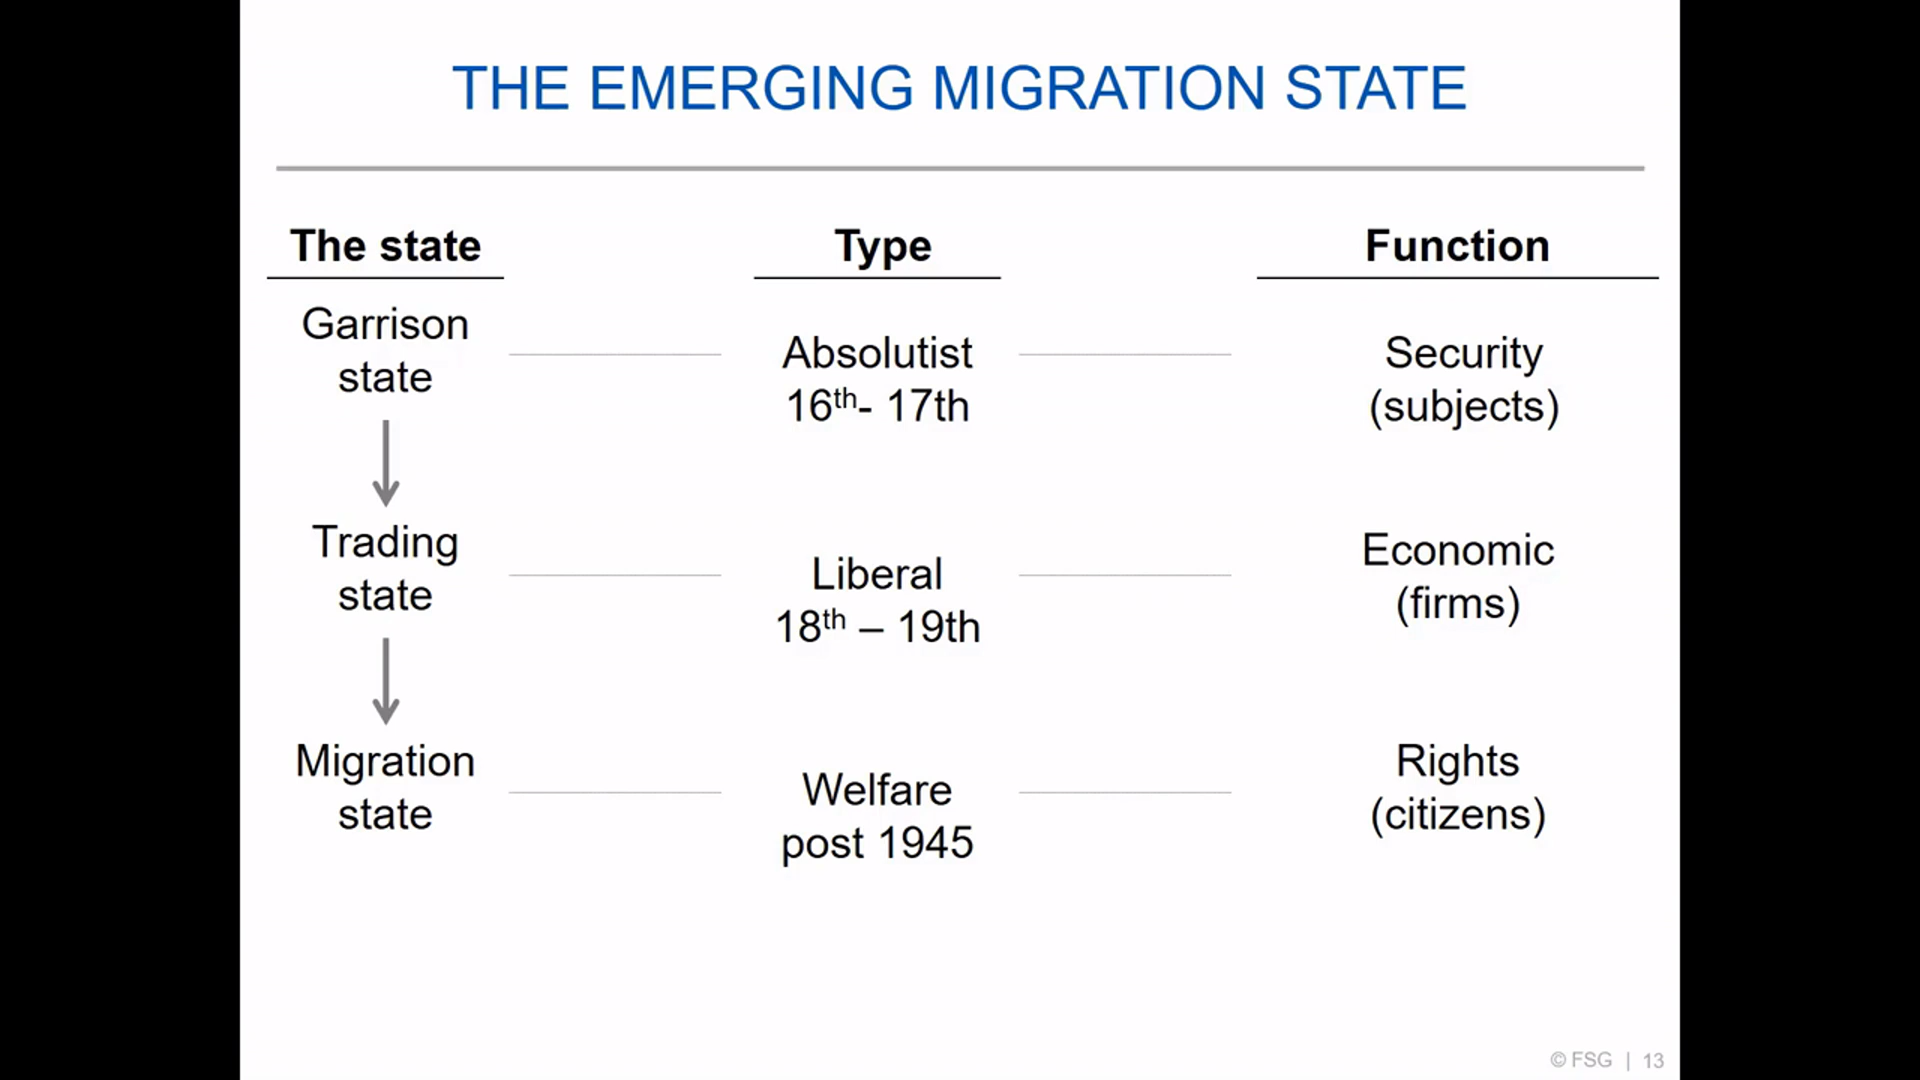 THE EMERGING MIGRATION STATE
The state
Type
Function
Garrison
state
Absolutist
16th- 17th
Security
(subjects)
Trading
state
Liberal
18th – 19th
Economic
(firms)
Migration
state
Welfare
post 1945
Rights
(citizens)
© FSG | 13